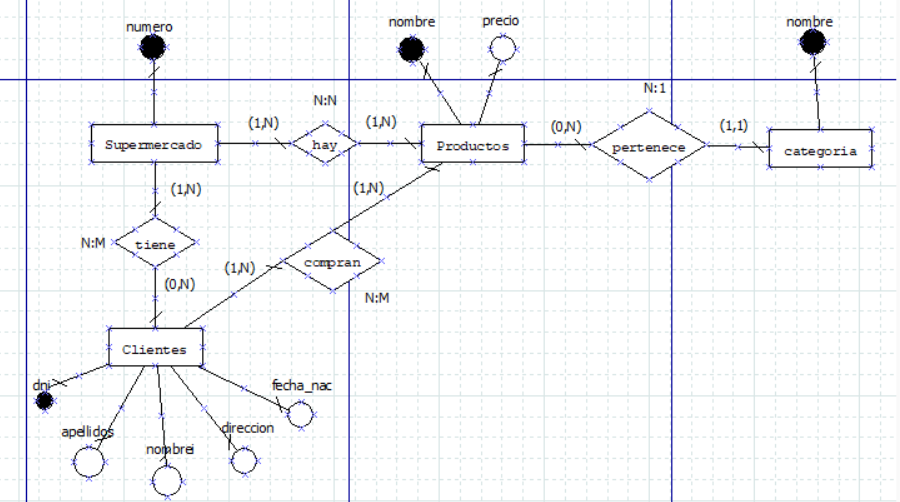 numero
nombre
precio
nombre
N:N
N:1
(1,N)
(1,N)
(0,N)
(1,1)
Supermercado
hay
Productos
pertenece
categoria
(1,N)
(1,N)
N:M
tiene
(1,N)
compran
(0,N)
N:M
Clientes
dni
fecha_nac
apellidos
nombrei
direccion